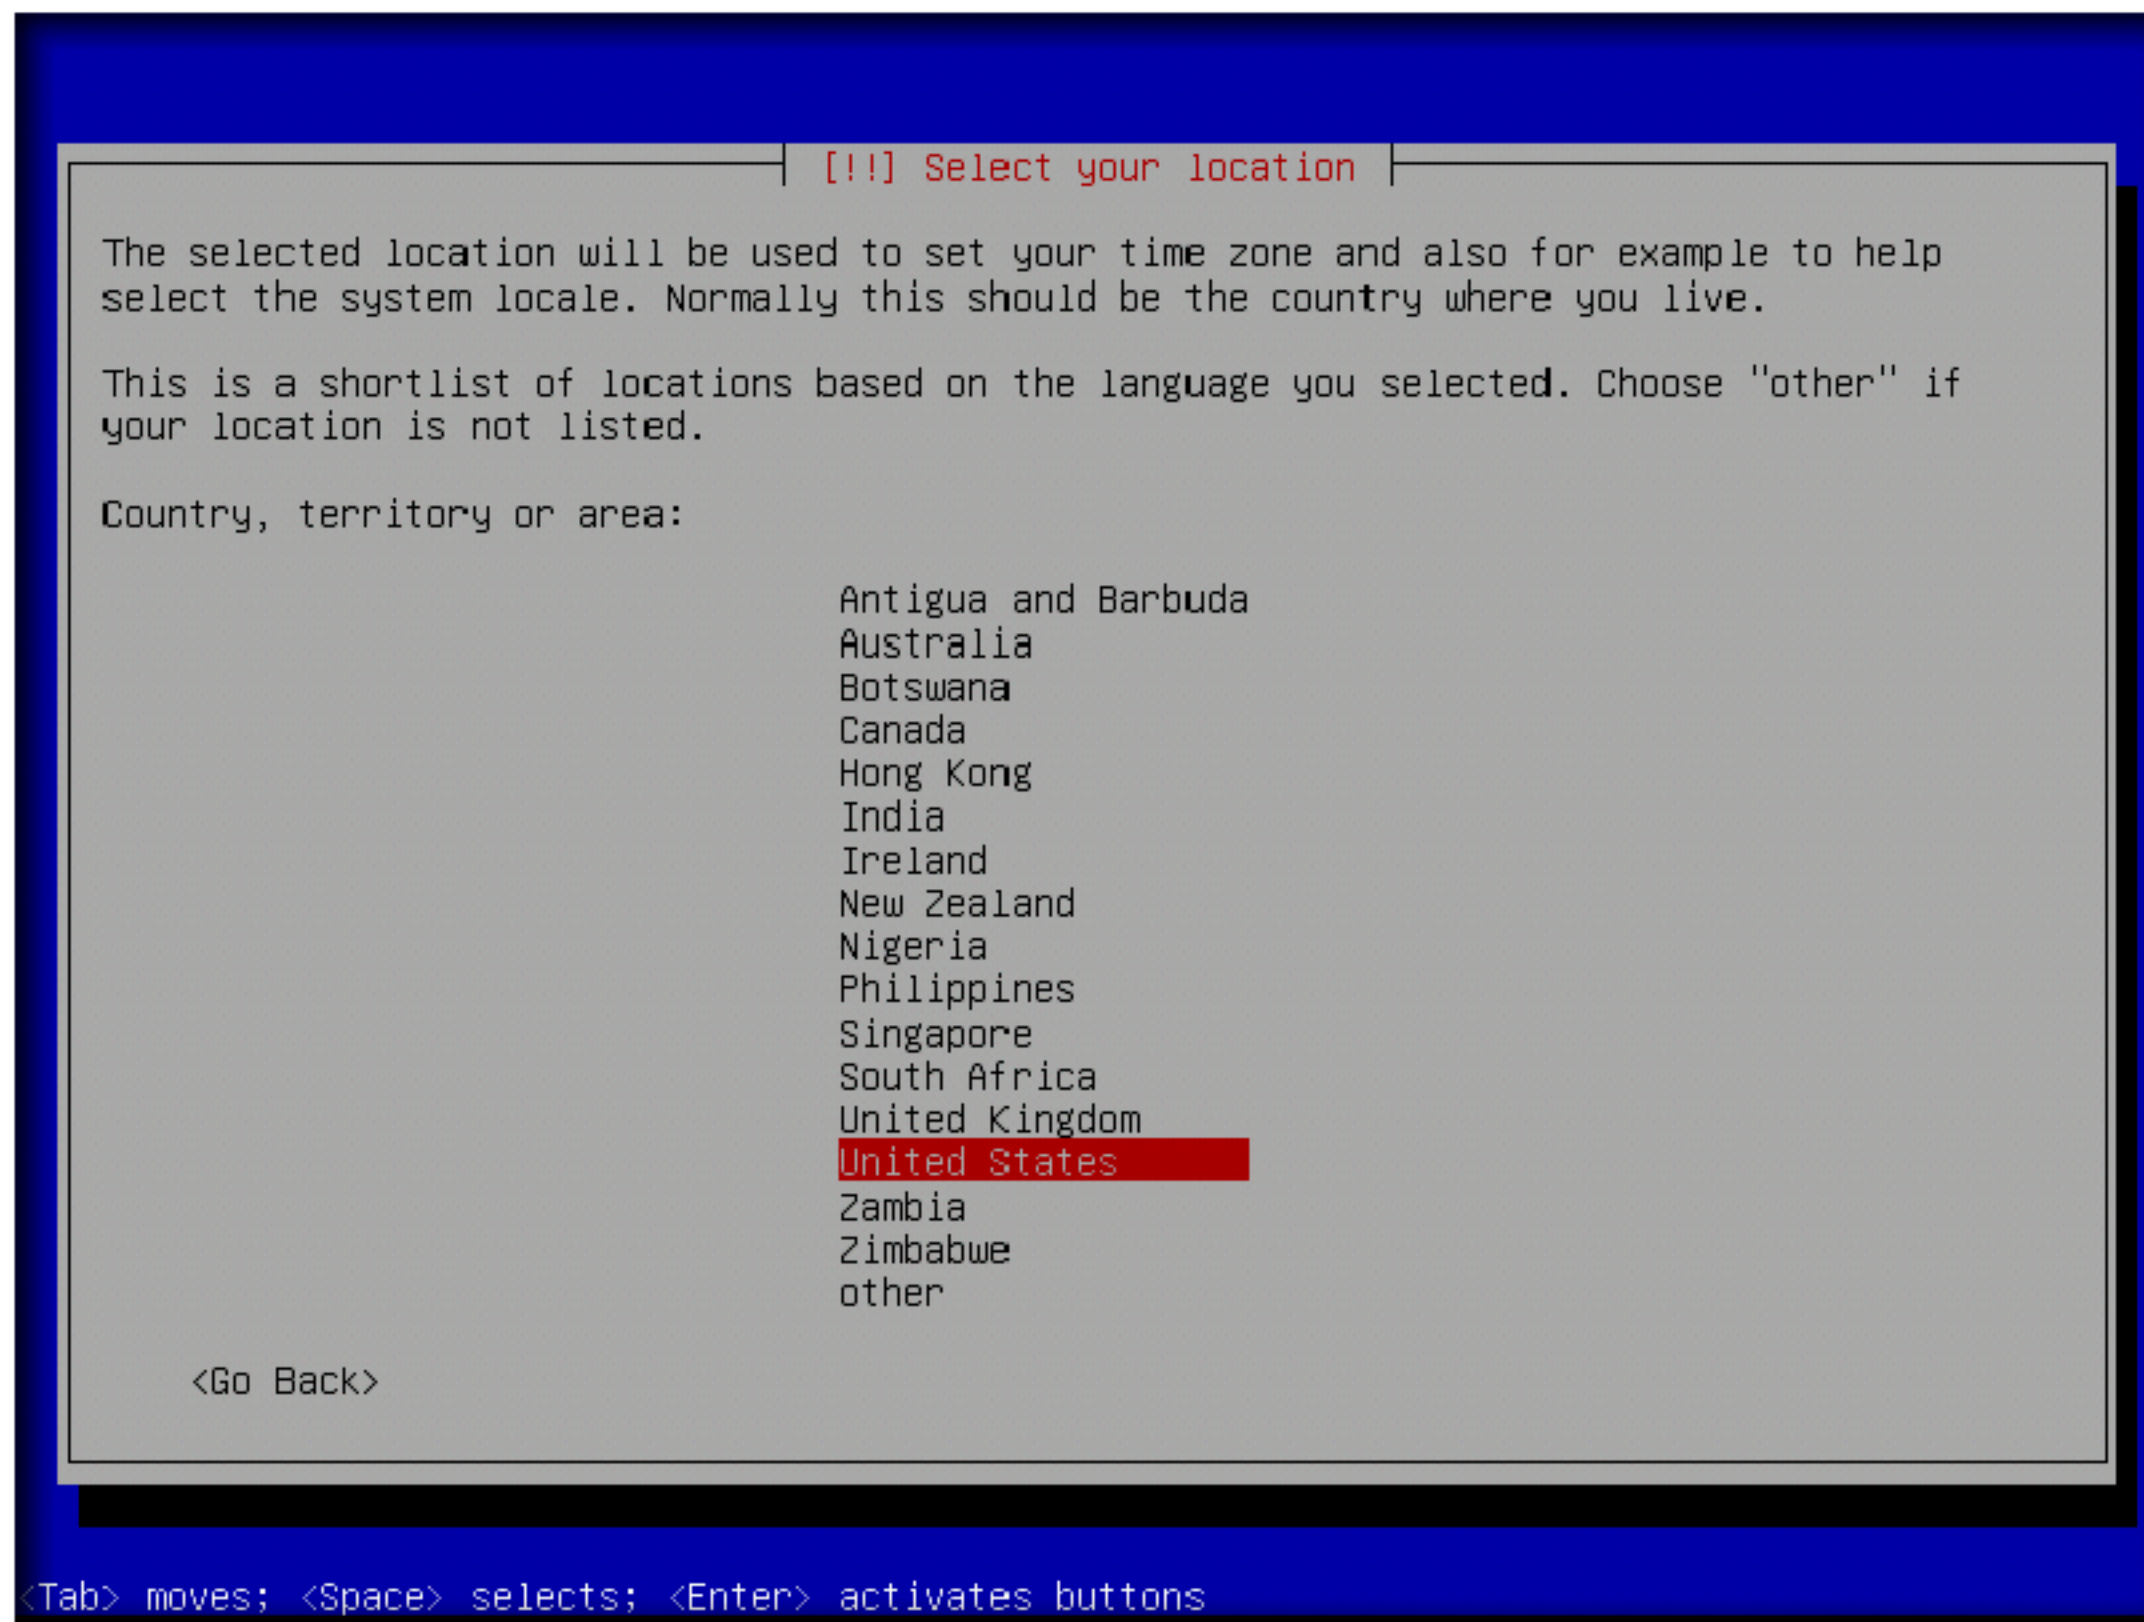 [!!] Select your location
The selected location will be used to set your time zone and also for example to help
select the system locale. Normally this should be the country where you live.
This is a shortlist of locations based on the language you selected. Choose "other" if
your location is not listed.
Country, territory or area:
Antigua and Barbuda
Australia
Botswana
Canada
Hong Kong
India
Ireland
New Zealand
Nigeria
Philippines
Singapore
South Africa
United Kingdom
United States
Zambia
Zimbabwe
other
<Go Back>
<Tab> moves; <Space> selects; <Enter> activates buttons